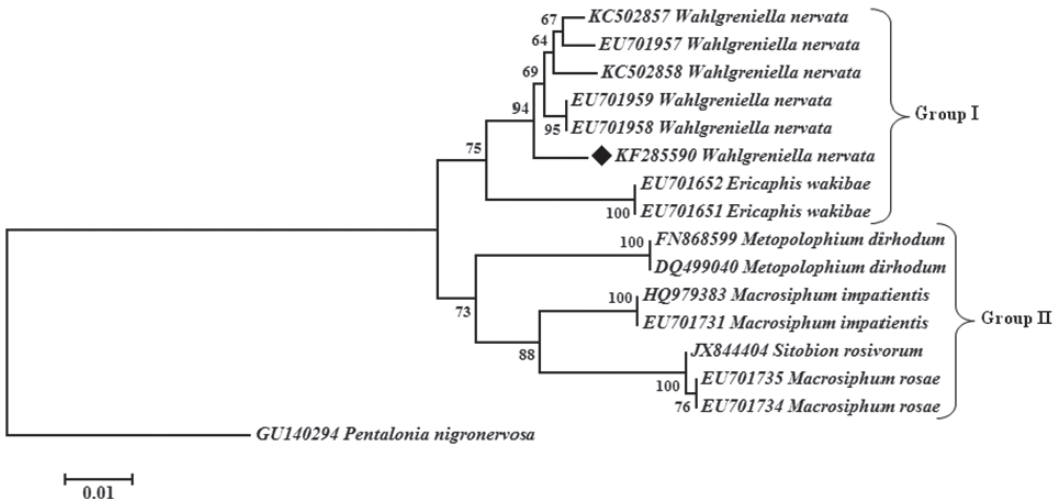 KC502857 Wahlgreniella nervata
67
EU701957 Wahlgreniella nervata
64
KC502858 Wahlgreniella nervata
69
EU701959 Wahlgreniella nervata
94
Group I
95
EU701958 Wahlgreniella nervata
75
KF285590 Wahlgreniella nervata
EU701652 Ericaphis wakibae
100
EU701651 Ericaphis wakibae
100
FN868599 Metopolophium dirhodum
DQ499040 Metopolophium dirhodum
100
HQ979383 Macrosiphum impatientis
73
EU701731 Macrosiphum impatientis
Group II
88
JX844404 Sitobion rosivorum
100
EU701735 Macrosiphum rosae
76
EU701734 Macrosiphum rosae
GU140294 Pentalonia nigronervosa
0.01